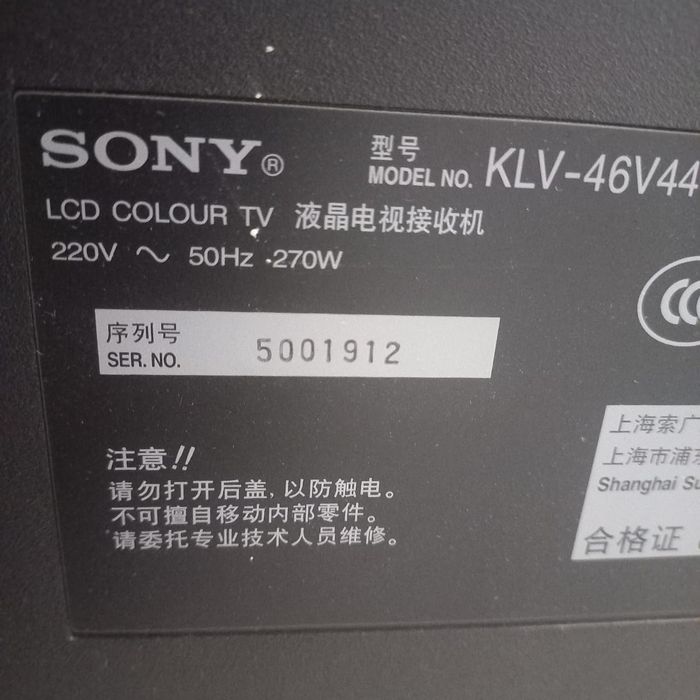 SONY®
型号
MODEL NO. KLV-46V44
LCD COLOUR TV 液晶电视接收机
220V ~ 50Hz 270W
序列号
SER. NO. 5001912
注意!!
请勿打开后盖,以防触电。
不可擅自移动内部零件。
请委托专业技术人员维修。
上海索广
上海市浦东
Shanghai Su
合格证